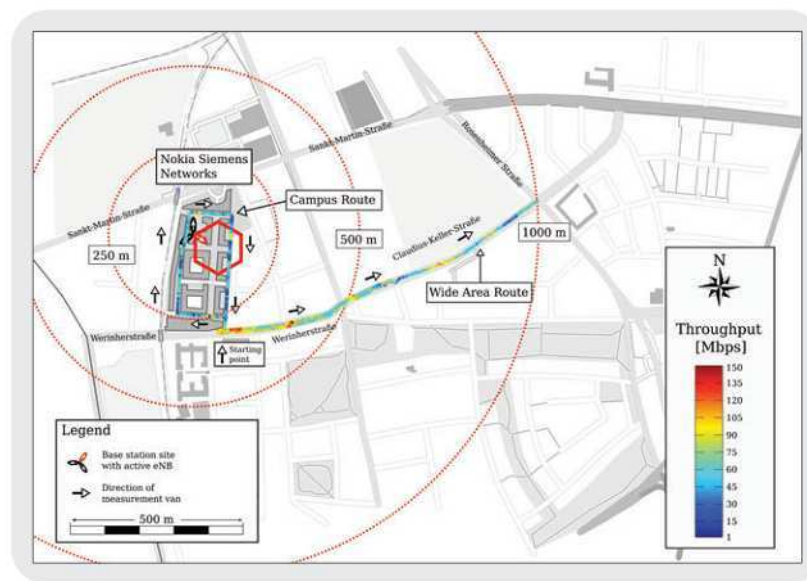 Sankt-Martin-Straße
Rosenheimer Straße
Nokia Siemens
Networks
Campus Route
Sankt-Martin-Straße
250 m
500 m
Claudius-Keller-Straße
1000 m
Wide Area Route
Werinherstraße
Werinherstraße
Starting
point
N
Throughput
[Mbps]
150
135
120
105
90
75
60
45
30
15
1
Legend
Base station site
with active eNB
Direction of
measurement van
500 m